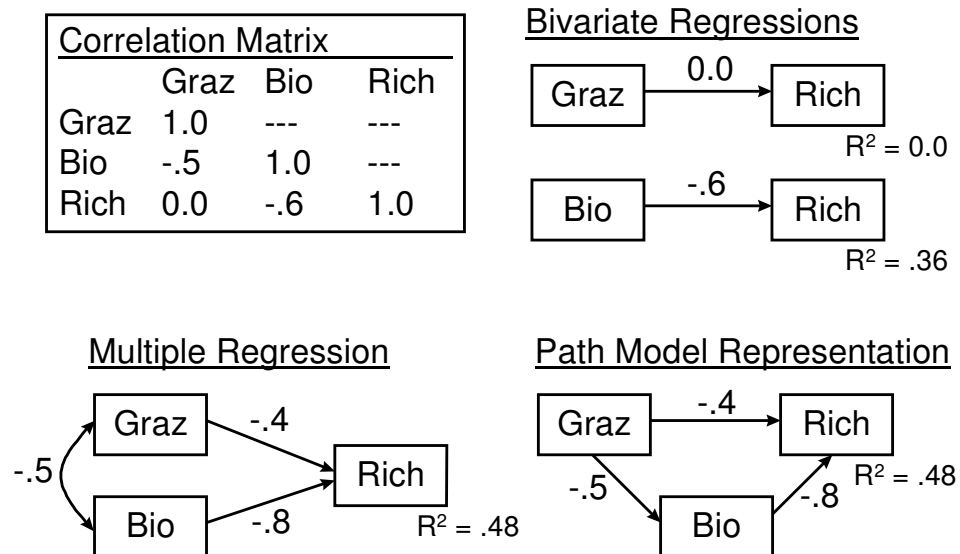 Correlation Matrix
Graz Bio Rich
Graz 1.0 --- ---
Bio -.5 1.0 ---
Rich 0.0 -.6 1.0
Bivariate Regressions
Graz 0.0 Rich
R² = 0.0
Bio -.6 Rich
R² = .36
Multiple Regression
Graz
-.4
-.5
Rich
Bio
-.8
R² = .48
Path Model Representation
Graz -.4 Rich
R² = .48
-.5
-.8
Bio